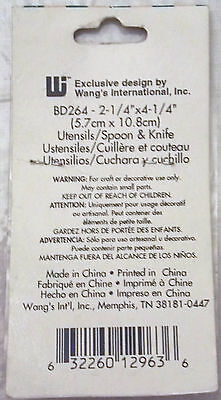 Wi Exclusive design by
Wang's International, Inc.
BD264 - 2-1/4"x4-1/4"
(5.7cm x 10.8cm)
Utensils/Spoon & Knife
Ustensiles/Cuillère et couteau
Utensilios/Cuchara y cuchillo
WARNING: For craft or decorative use only.
May contain small parts.
KEEP OUT OF REACH OF CHILDREN.
ATTENTION: Uniquement pour usage décoratif
ou artisanal. Peut contenir des
éléments de petite taille.
GARDEZ HORS DE PORTÉE DES ENFANTS.
ADVERTENCIA: Sólo para uso artesanal o decorativo.
Puede contener partes pequeñas.
MANTENGA FUERA DEL ALCANCE DE LOS NIÑOS.
Made in China • Printed in China
Fabriqué en Chine • Imprimé à Chine
Hecho en China • Impreso en China
Wang's Int'l, Inc., Memphis, TN 38181-0447
6 32260 12963 6